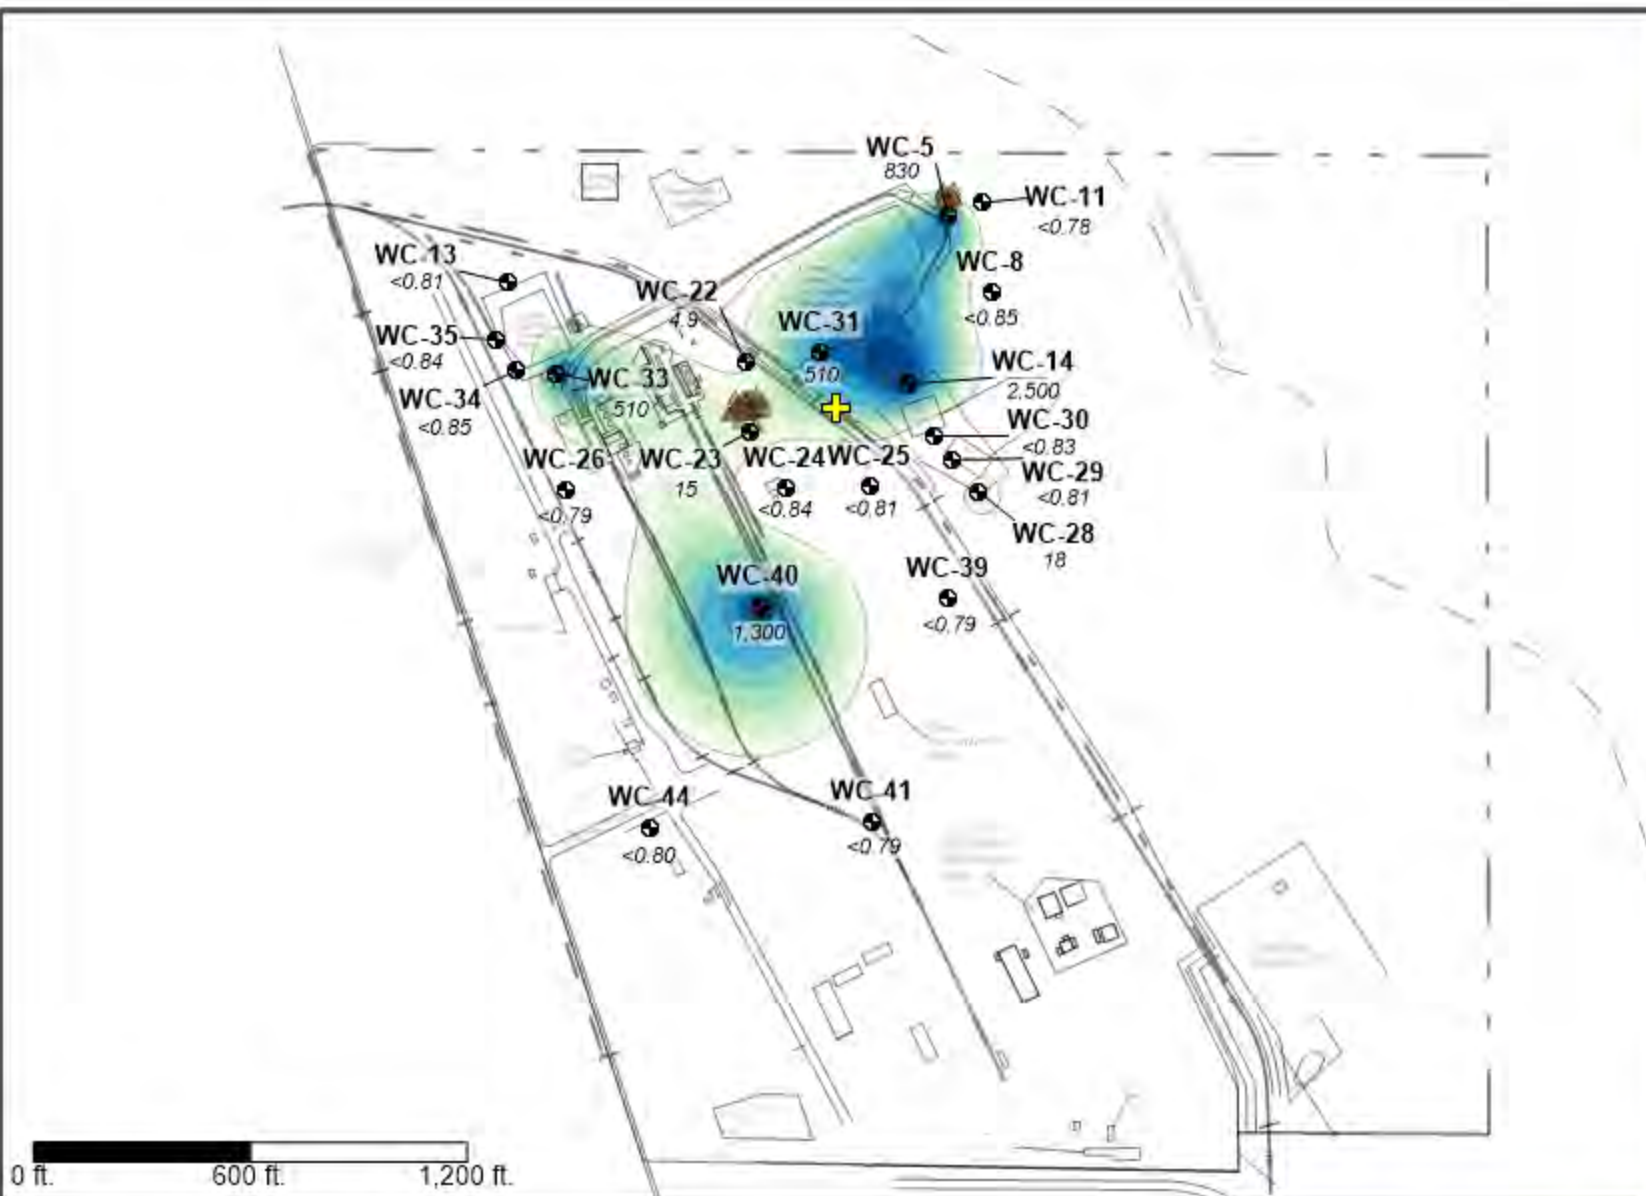 WC-5
830
WC-11
<0.78
WC-13
<0.81
WC-8
<0.85
WC-22
4.9
WC-31
510
WC-35
<0.84
WC-14
2,500
WC-33
510
WC-34
<0.85
WC-30
<0.83
WC-26
<0.79
WC-23
15
WC-24
<0.84
WC-25
<0.81
WC-29
<0.81
WC-28
18
WC-40
1,300
WC-39
<0.79
WC-44
<0.80
WC-41
<0.79
0 ft. 600 ft. 1,200 ft.